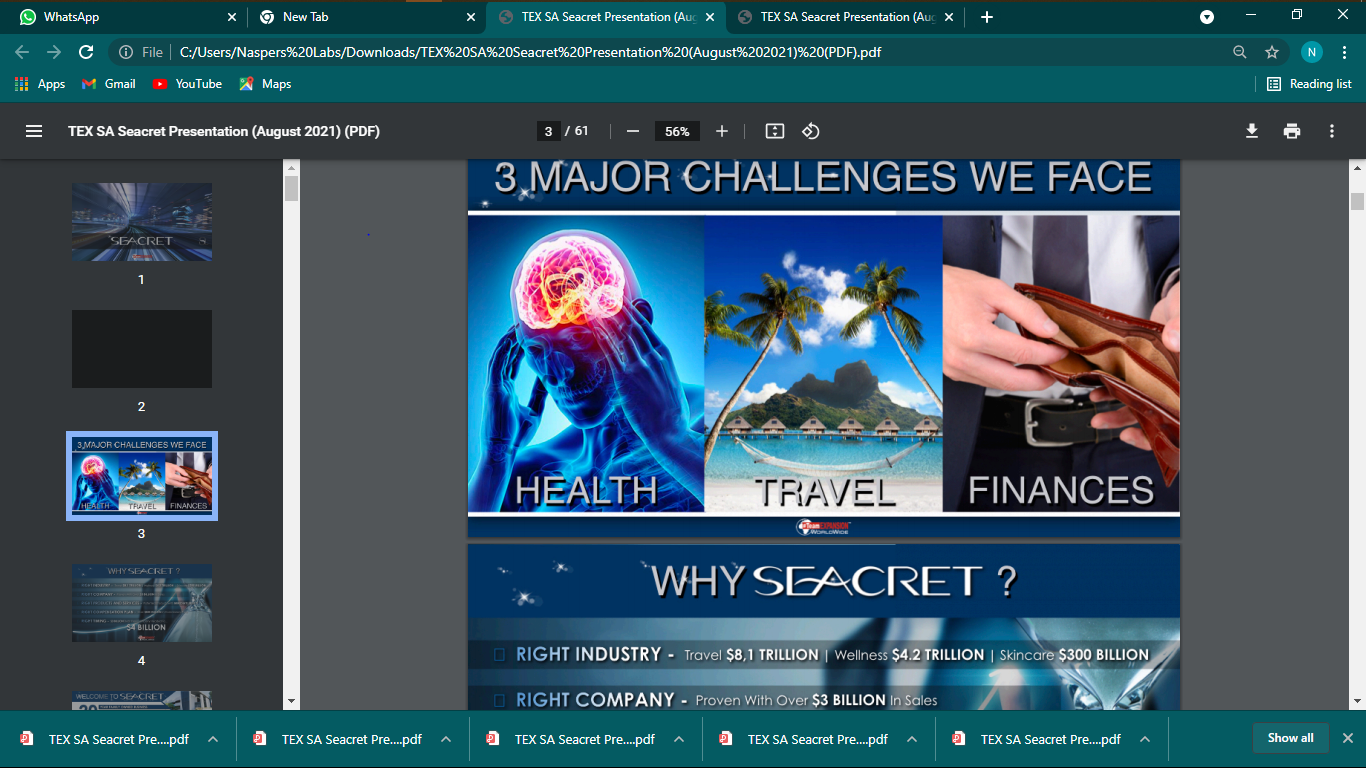 WhatsApp
New Tab
TEX SA Seacret Presentation (Aug
TEX SA Seacret Presentation (Aug
File | C:/Users/Naspers%20Labs/Downloads/TEX%20SA%20Seacret%20Presentation%20(August%202021)%20(PDF).pdf
N
Apps
Gmail
YouTube
Maps
Reading list
TEX SA Seacret Presentation (August 2021) (PDF)
3 / 61
56%
SEACRET
1
2
3 MAJOR CHALLENGES WE FACE
HEALTH TRAVEL FINANCES
3
WHY SEACRET ?
$4 BILLION
4
WELCOME TO SEACRET
3 MAJOR CHALLENGES WE FACE
HEALTH
TRAVEL
FINANCES
WORLDWIDE
WHY SEACRET ?
RIGHT INDUSTRY - Travel $8,1 TRILLION | Wellness $4.2 TRILLION | Skincare $300 BILLION
RIGHT COMPANY - Proven With Over $3 BILLION In Sales
TEX SA Seacret Pre....pdf
TEX SA Seacret Pre....pdf
TEX SA Seacret Pre....pdf
TEX SA Seacret Pre....pdf
TEX SA Seacret Pre....pdf
Show all